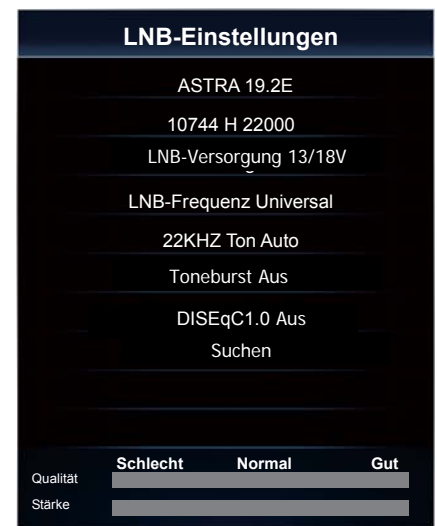 LNB-Einstellungen
ASTRA 19.2E
10744 H 22000
LNB-Versorgung 13/18V
LNB-Frequenz Universal
22KHZ Ton Auto
Toneburst Aus
DISEqC1.0 Aus
Suchen
Schlecht Normal Gut
Qualität
Stärke